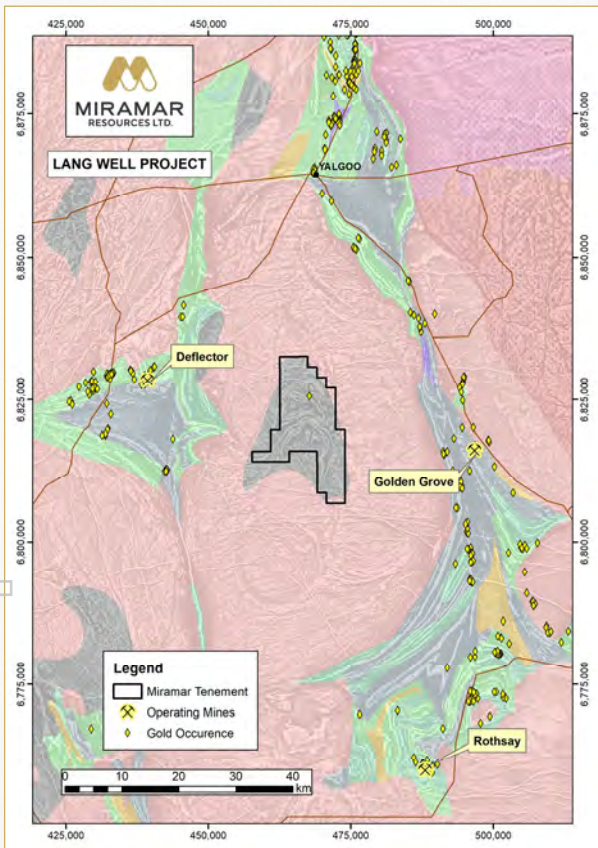 425,000 450,000 475,000 500,000
MIRAMAR
RESOURCES LTD.
LANG WELL PROJECT
YALGOO
6,875,000
6,875,000
6,850,000
6,850,000
Deflector
6,825,000
6,825,000
Golden Grove
6,800,000
6,800,000
6,775,000
6,775,000
Legend
Miramar Tenement
Operating Mines
Gold Occurence
Rothsay
0 10 20 30 40
km
425,000 450,000 475,000 500,000